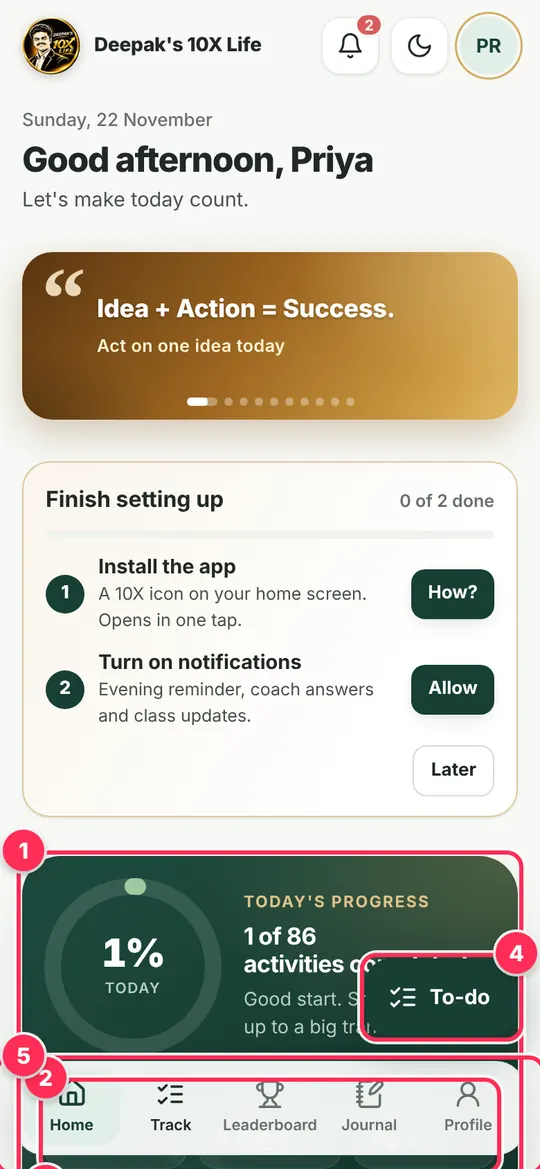 Deepak's 10X Life
2
PR
Sunday, 22 November
Good afternoon, Priya
Let's make today count.
“
Idea + Action = Success.
Act on one idea today
Finish setting up
0 of 2 done
1
Install the app
A 10X icon on your home screen.
Opens in one tap.
How?
2
Turn on notifications
Evening reminder, coach answers
and class updates.
Allow
Later
1
TODAY'S PROGRESS
1%
TODAY
1 of 86
activities
4
Good start.
up to a big
To-do
5
2
Home
Track
Leaderboard
Journal
Profile